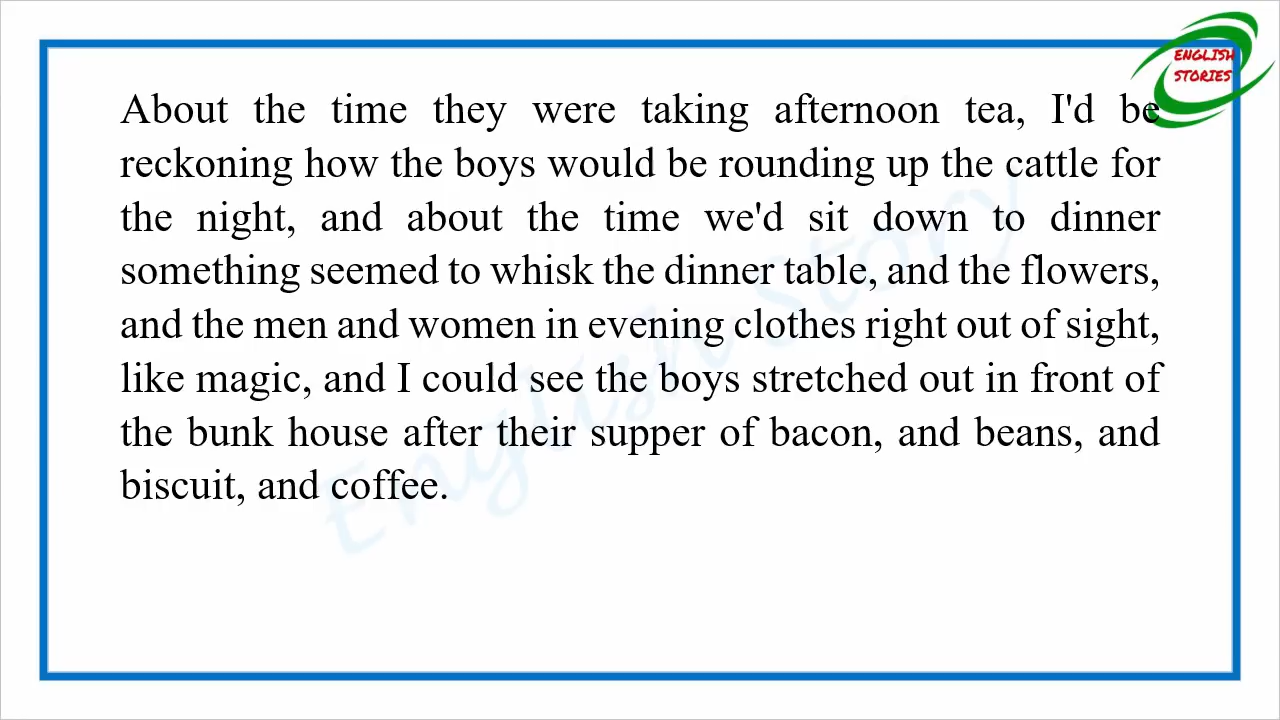 ENGLISH
STORIES
About the time they were taking afternoon tea, I'd be
reckoning how the boys would be rounding up the cattle for
the night, and about the time we'd sit down to dinner
something seemed to whisk the dinner table, and the flowers,
and the men and women in evening clothes right out of sight,
like magic, and I could see the boys stretched out in front of
the bunk house after their supper of bacon, and beans, and
biscuit, and coffee.
English Story